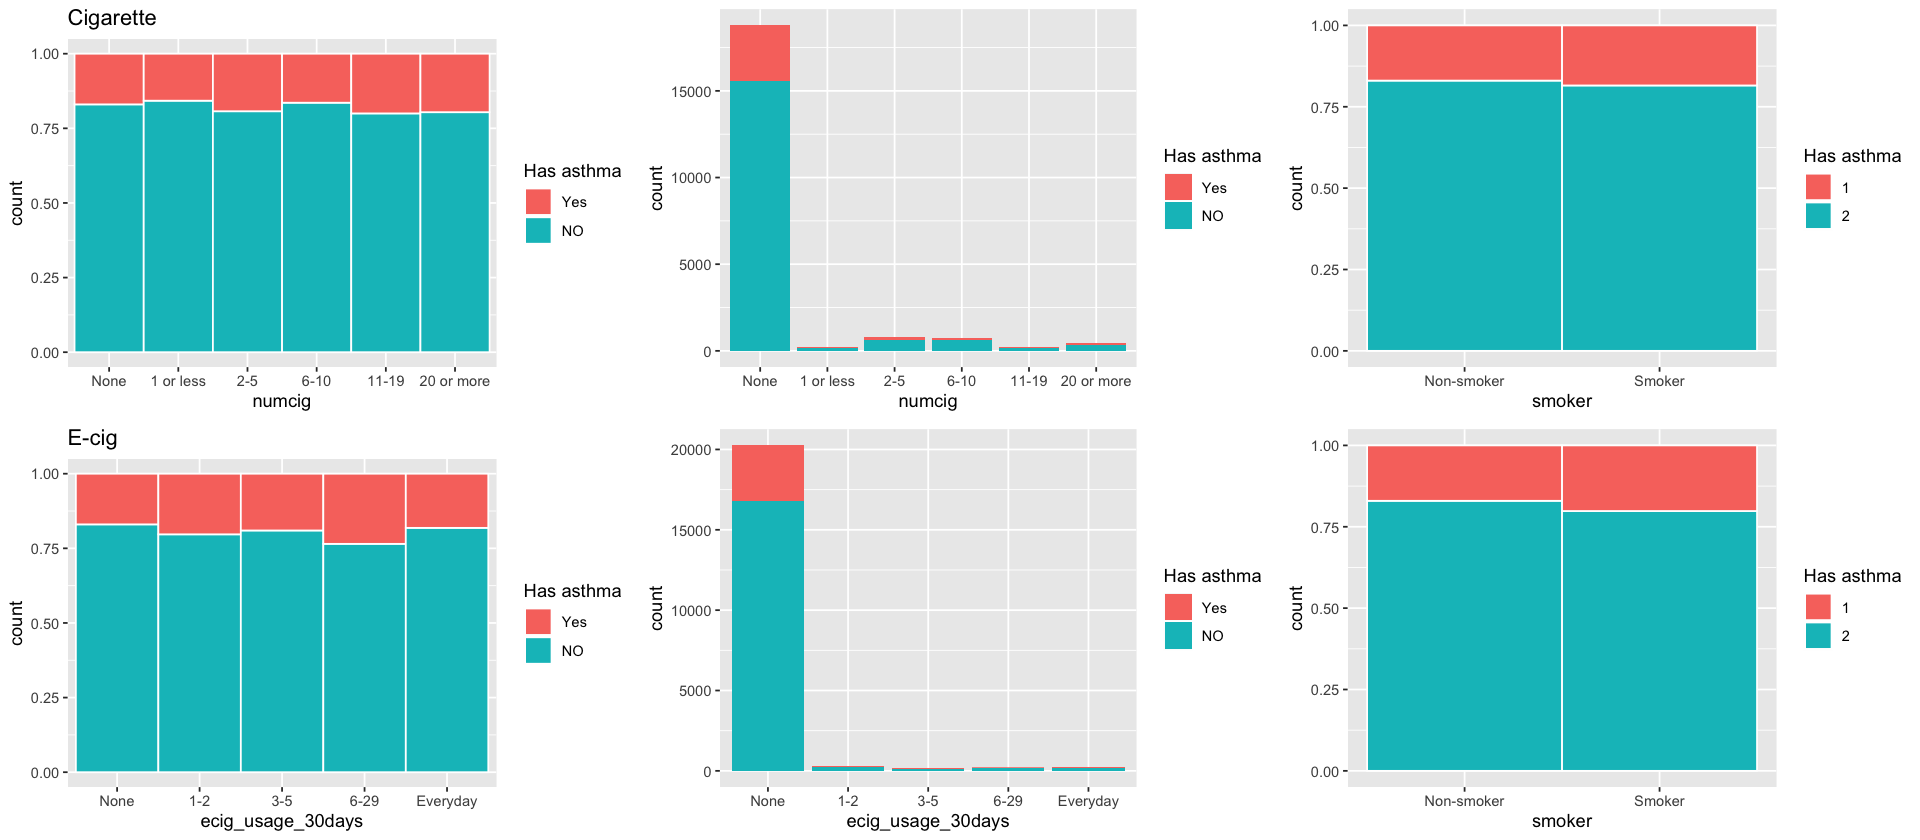 Cigarette
1.00
0.75
0.50
0.25
0.00
count
None 1 or less 2-5 6-10 11-19 20 or more
numcig
Has asthma
Yes
NO
15000
10000
5000
0
count
None 1 or less 2-5 6-10 11-19 20 or more
numcig
Has asthma
Yes
NO
1.00
0.75
0.50
0.25
0.00
count
Non-smoker Smoker
smoker
Has asthma
1
2
E-cig
1.00
0.75
0.50
0.25
0.00
count
None 1-2 3-5 6-29 Everyday
ecig_usage_30days
Has asthma
Yes
NO
20000
15000
10000
5000
0
count
None 1-2 3-5 6-29 Everyday
ecig_usage_30days
Has asthma
Yes
NO
1.00
0.75
0.50
0.25
0.00
count
Non-smoker Smoker
smoker
Has asthma
1
2